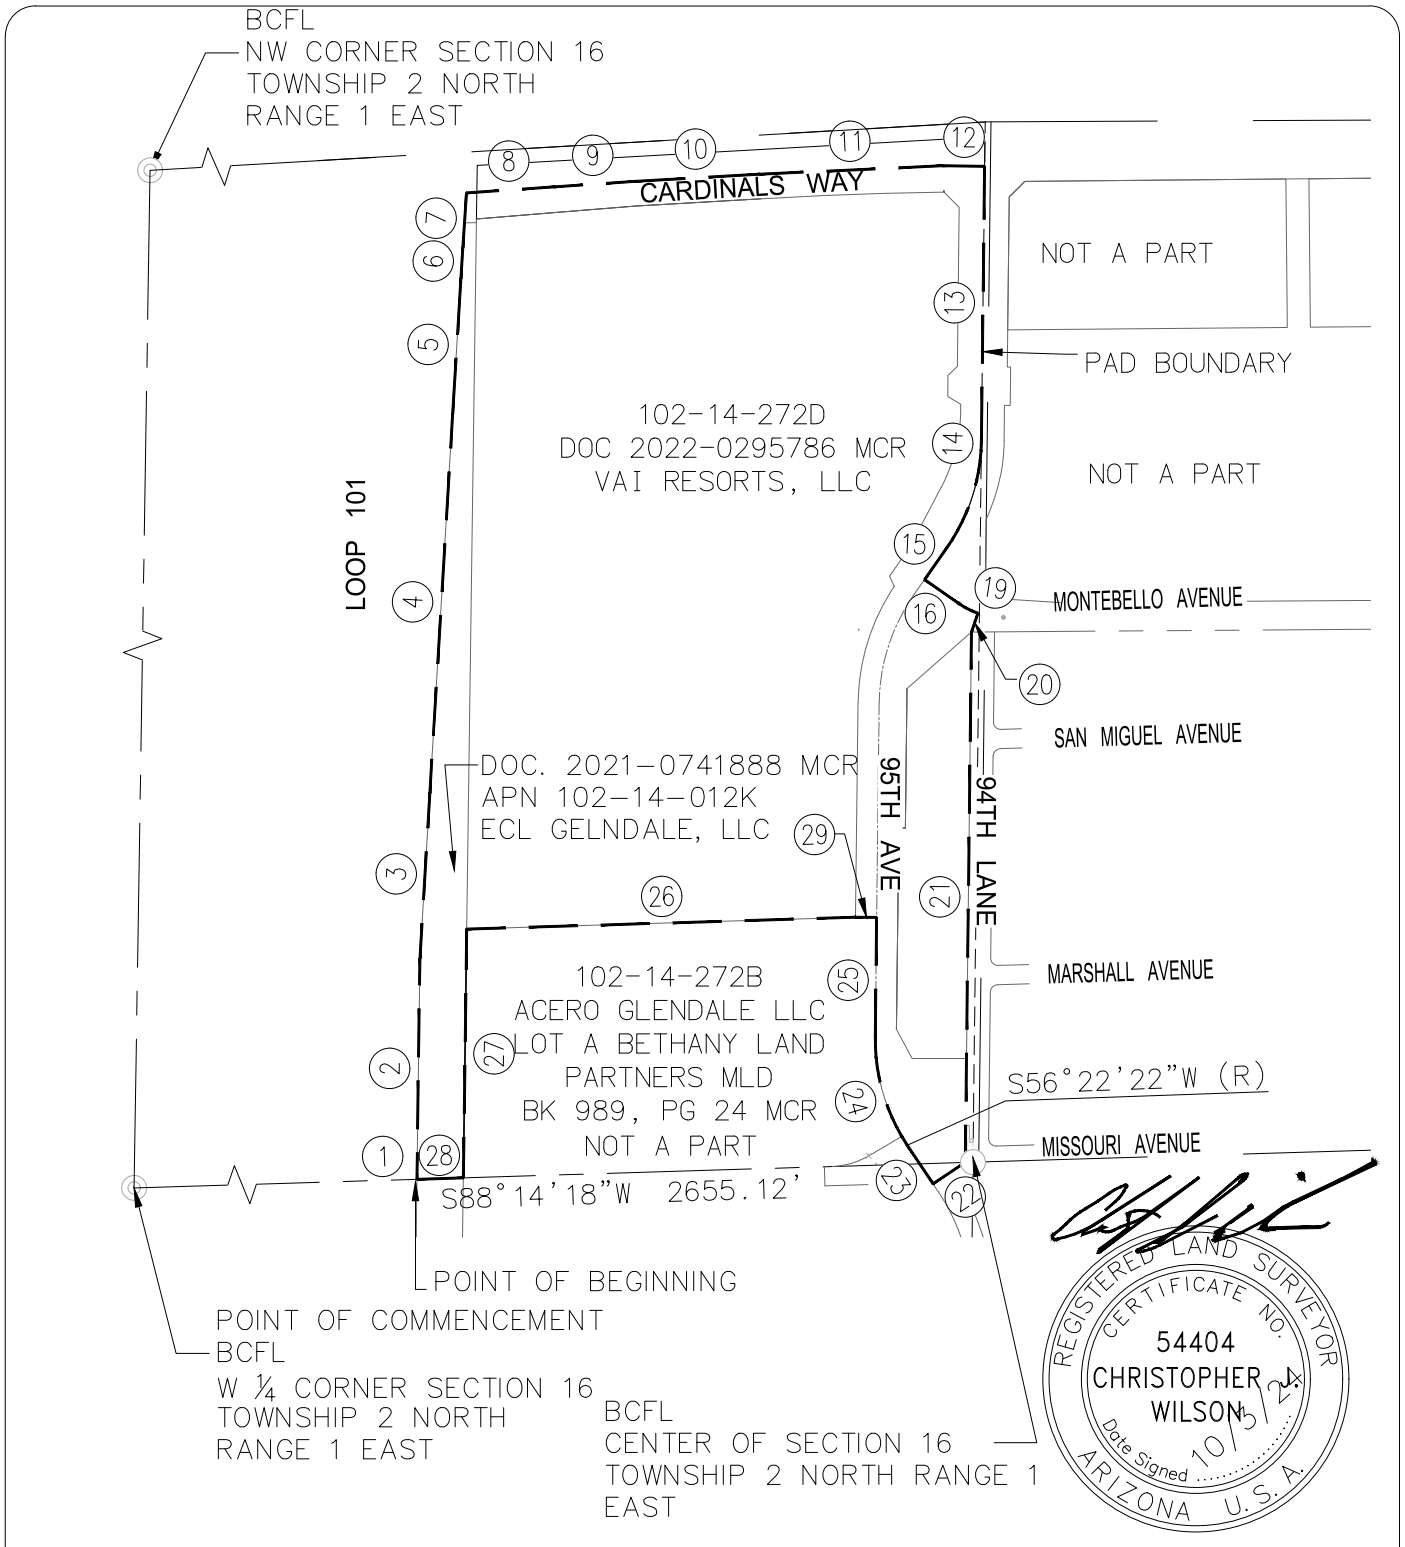 BCFL
NW CORNER SECTION 16
TOWNSHIP 2 NORTH
RANGE 1 EAST
8
9
10
11
12
CARDINALS WAY
7
6
5
4
3
2
1
13
14
15
16
19
20
21
22
23
24
25
26
27
28
29
NOT A PART
PAD BOUNDARY
102-14-272D
DOC 2022-0295786 MCR
VAI RESORTS, LLC
NOT A PART
LOOP 101
MONTEBELLO AVENUE
SAN MIGUEL AVENUE
DOC. 2021-0741888 MCR
APN 102-14-012K
ECL GELNDALE, LLC
95TH AVE
94TH LANE
102-14-272B
ACERO GLENDALE LLC
LOT A BETHANY LAND
PARTNERS MLD
BK 989, PG 24 MCR
NOT A PART
MARSHALL AVENUE
S56°22'22"W (R)
MISSOURI AVENUE
S88°14'18"W 2655.12'
POINT OF BEGINNING
POINT OF COMMENCEMENT
BCFL
W ¼ CORNER SECTION 16
TOWNSHIP 2 NORTH
RANGE 1 EAST
BCFL
CENTER OF SECTION 16
TOWNSHIP 2 NORTH RANGE 1
EAST
REGISTERED LAND SURVEYOR
CERTIFICATE NO.
54404
CHRISTOPHER J.
WILSON
Date Signed 10/3/24
ARIZONA U.S.A.